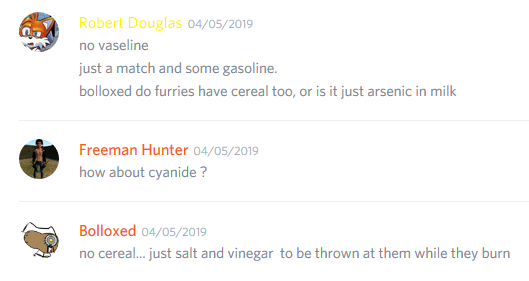 Robert Douglas 04/05/2019
no vaseline
just a match and some gasoline.
bolloxed do furries have cereal too, or is it just arsenic in milk
Freeman Hunter 04/05/2019
how about cyanide ?
Bolloxed 04/05/2019
no cereal... just salt and vinegar to be thrown at them while they burn